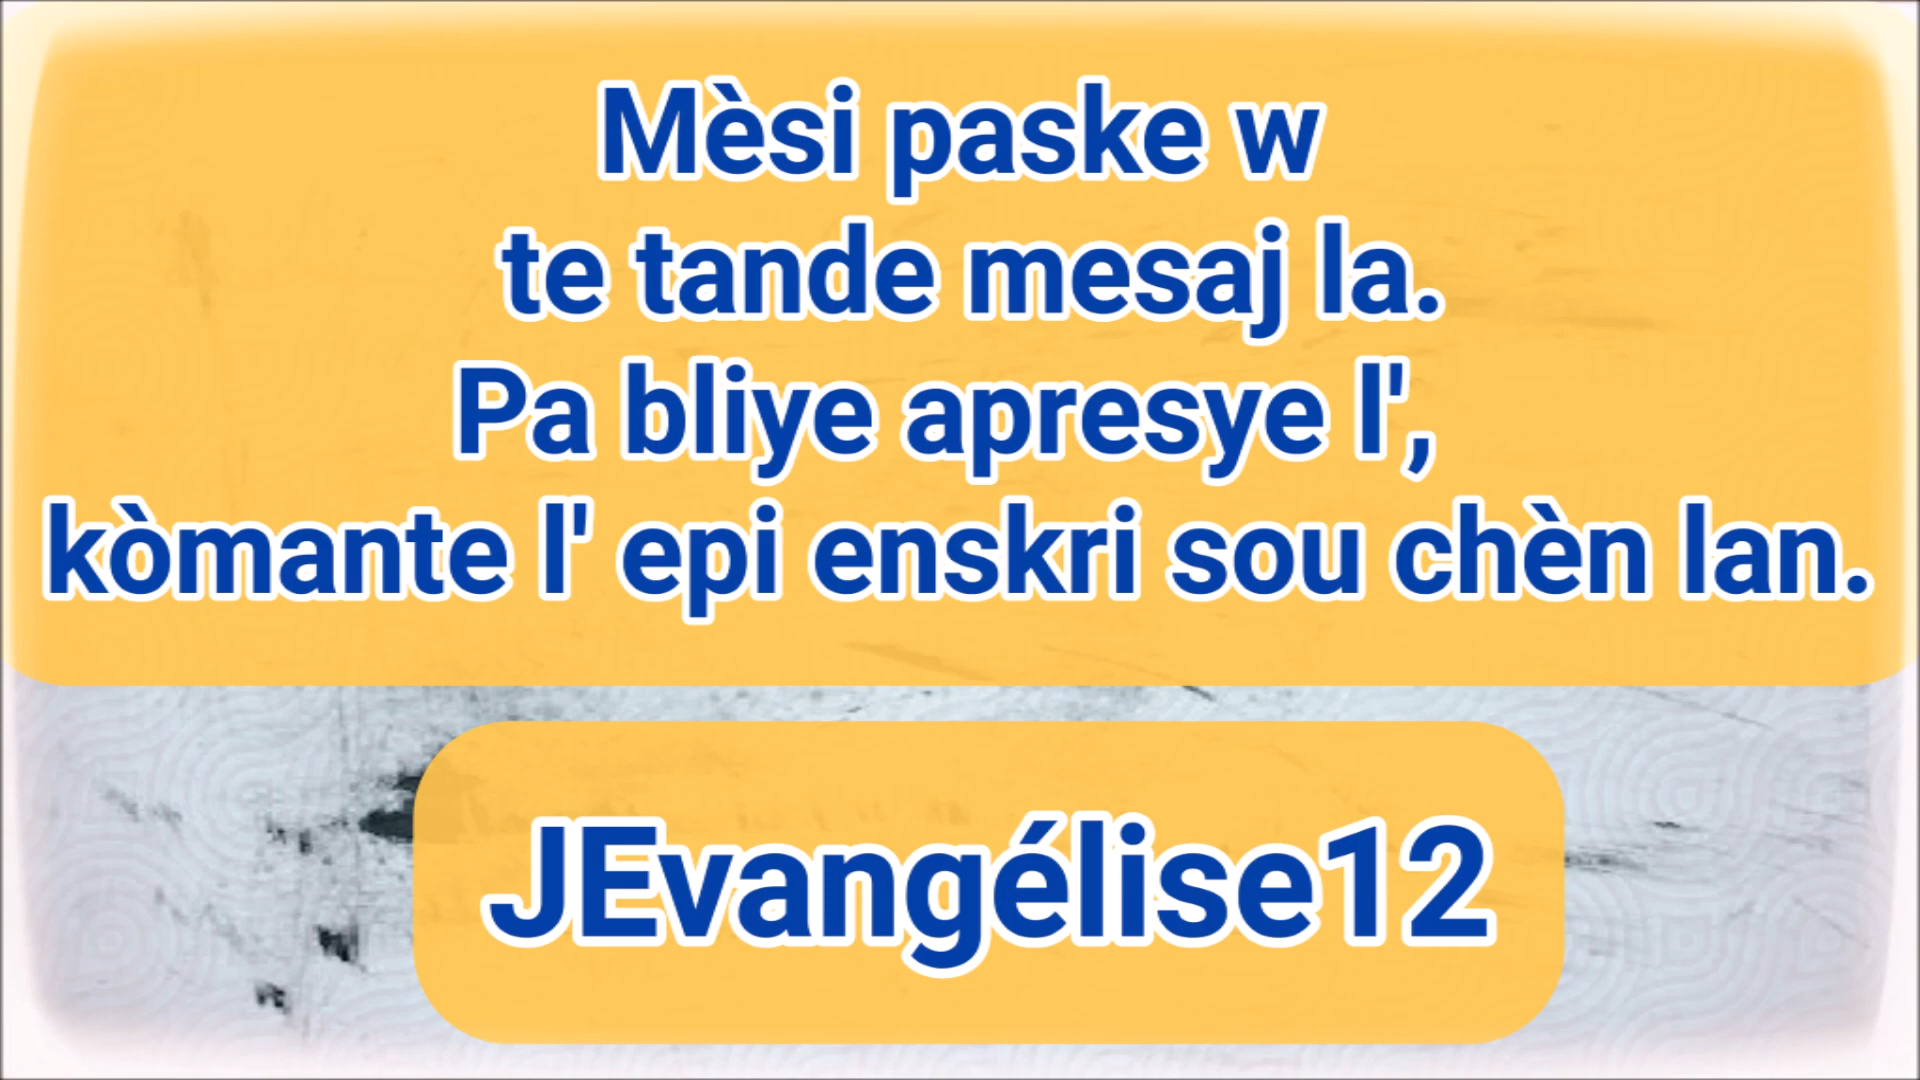 Mèsi paske w
te tande mesaj la.
Pa bliye apresye l',
kòmante l' epi enskri sou chèn lan.
JEvangélise12